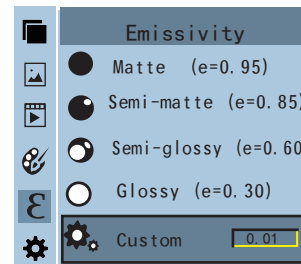 Emissivity
Matte (e=0.95)
Semi-matte (e=0.85)
Semi-glossy (e=0.60
Glossy (e=0.30)
ε
Custom 0.01